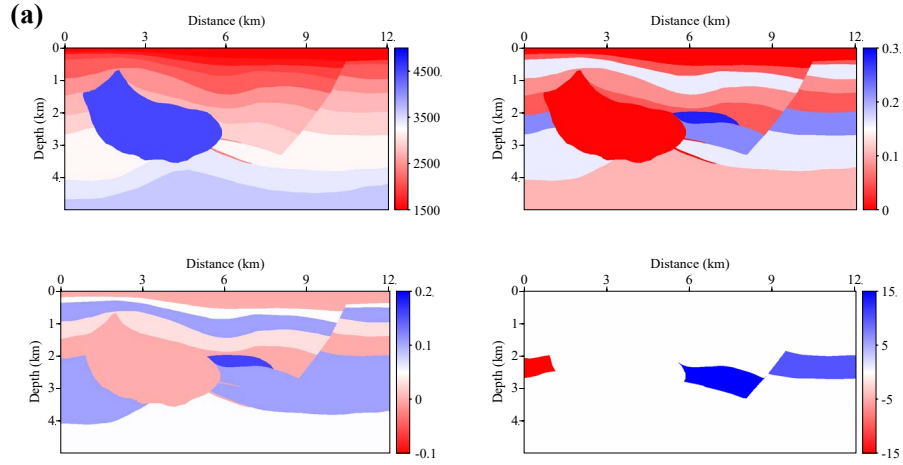 (a)
Distance (km)
0 3 6 9 12.
Depth (km)
0
1
2
3
4.
4500
3500
2500
1500
Distance (km)
0 3 6 9 12.
Depth (km)
0
1
2
3
4.
0.3
0.2
0.1
0
Distance (km)
0 3 6 9 12.
Depth (km)
0
1
2
3
4.
0.2
0.1
0
-0.1
Distance (km)
0 3 6 9 12.
Depth (km)
0
1
2
3
4.
15.
5
-5
-15